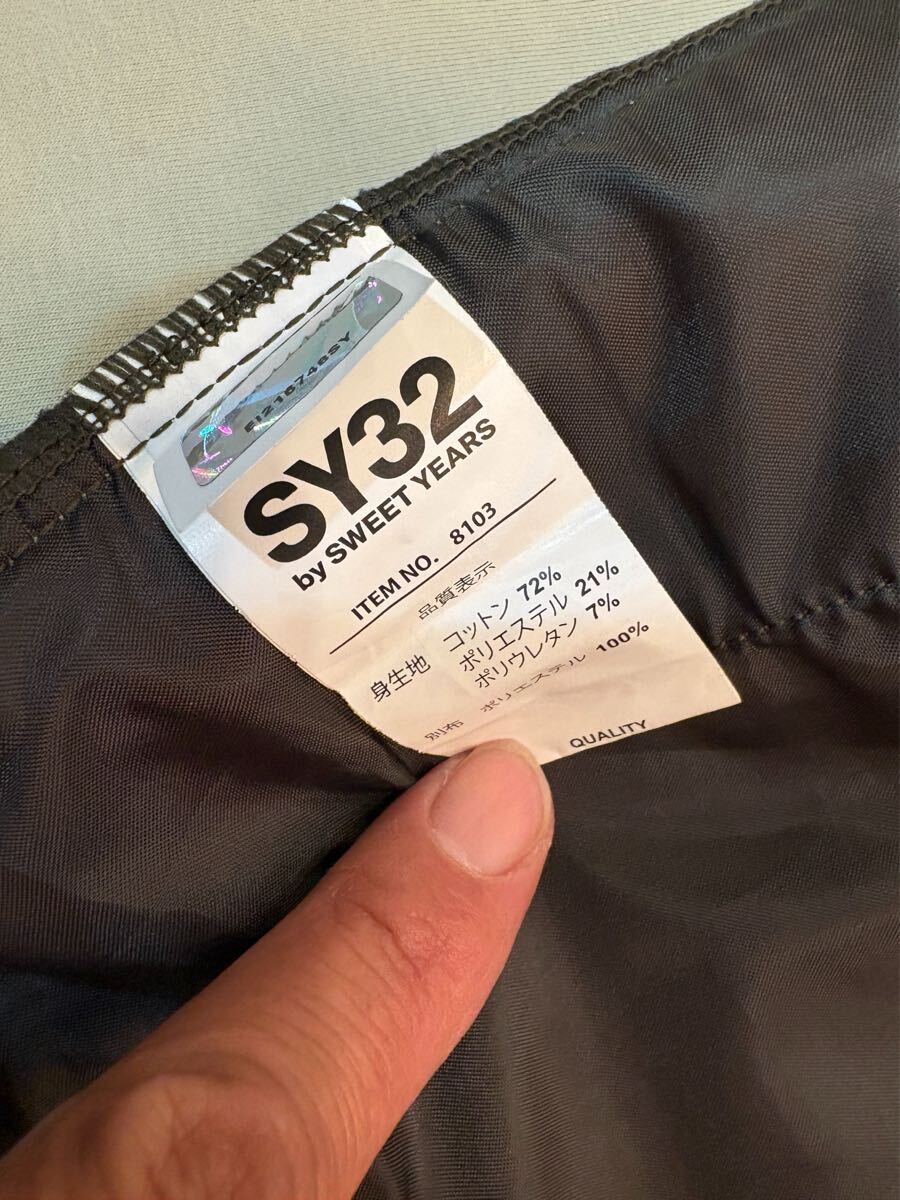 EI216746SY
SY32
by SWEET YEARS
ITEM NO. 8103
品質表示
身生地 コットン 72%
ポリエステル 21%
ポリウレタン 7%
別布 ポリエステル 100%
QUALITY